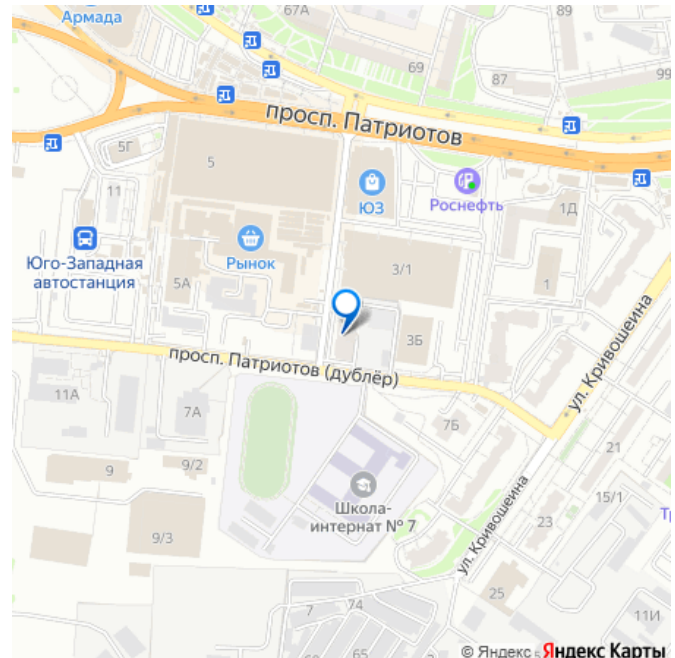 Армада
67А
89
69
87
99
просп. Патриотов
5Г
5
11
ЮЗ
Роснефть
1Д
Юго-Западная
автостанция
Рынок
5А
3/1
1
3Б
просп. Патриотов (дублёр)
ул. Кривошеина
11А
7А
7Б
9
9/2
21
Школа-
интернат № 7
15/1
9/3
23
ул. Кривошеина
25
7
74
11И
65
© Яндекс
Яндекс Карты